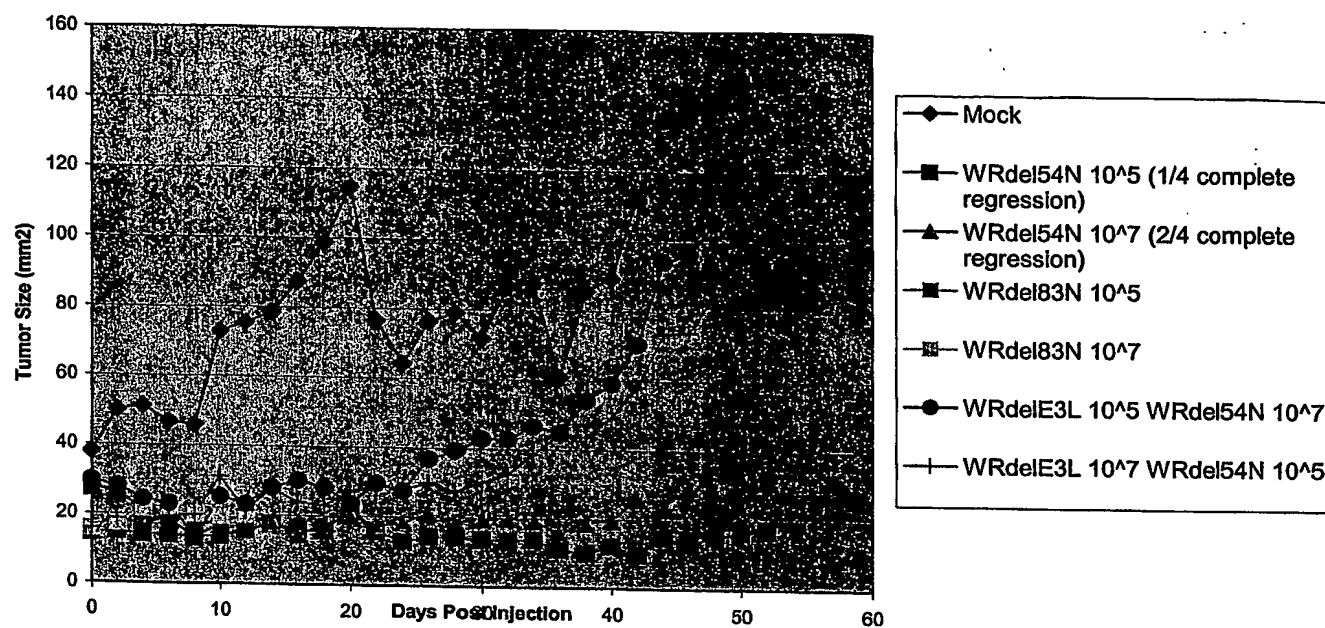 160
140
120
100
80
60
40
20
0
Tumor Size (mm2)
0 10 20 30 40 50 60
Days Post Injection
Mock
WRdel54N 10^5 (1/4 complete
regression)
WRdel54N 10^7 (2/4 complete
regression)
WRdel83N 10^5
WRdel83N 10^7
WRdelE3L 10^5 WRdel54N 10^7
WRdelE3L 10^7 WRdel54N 10^5